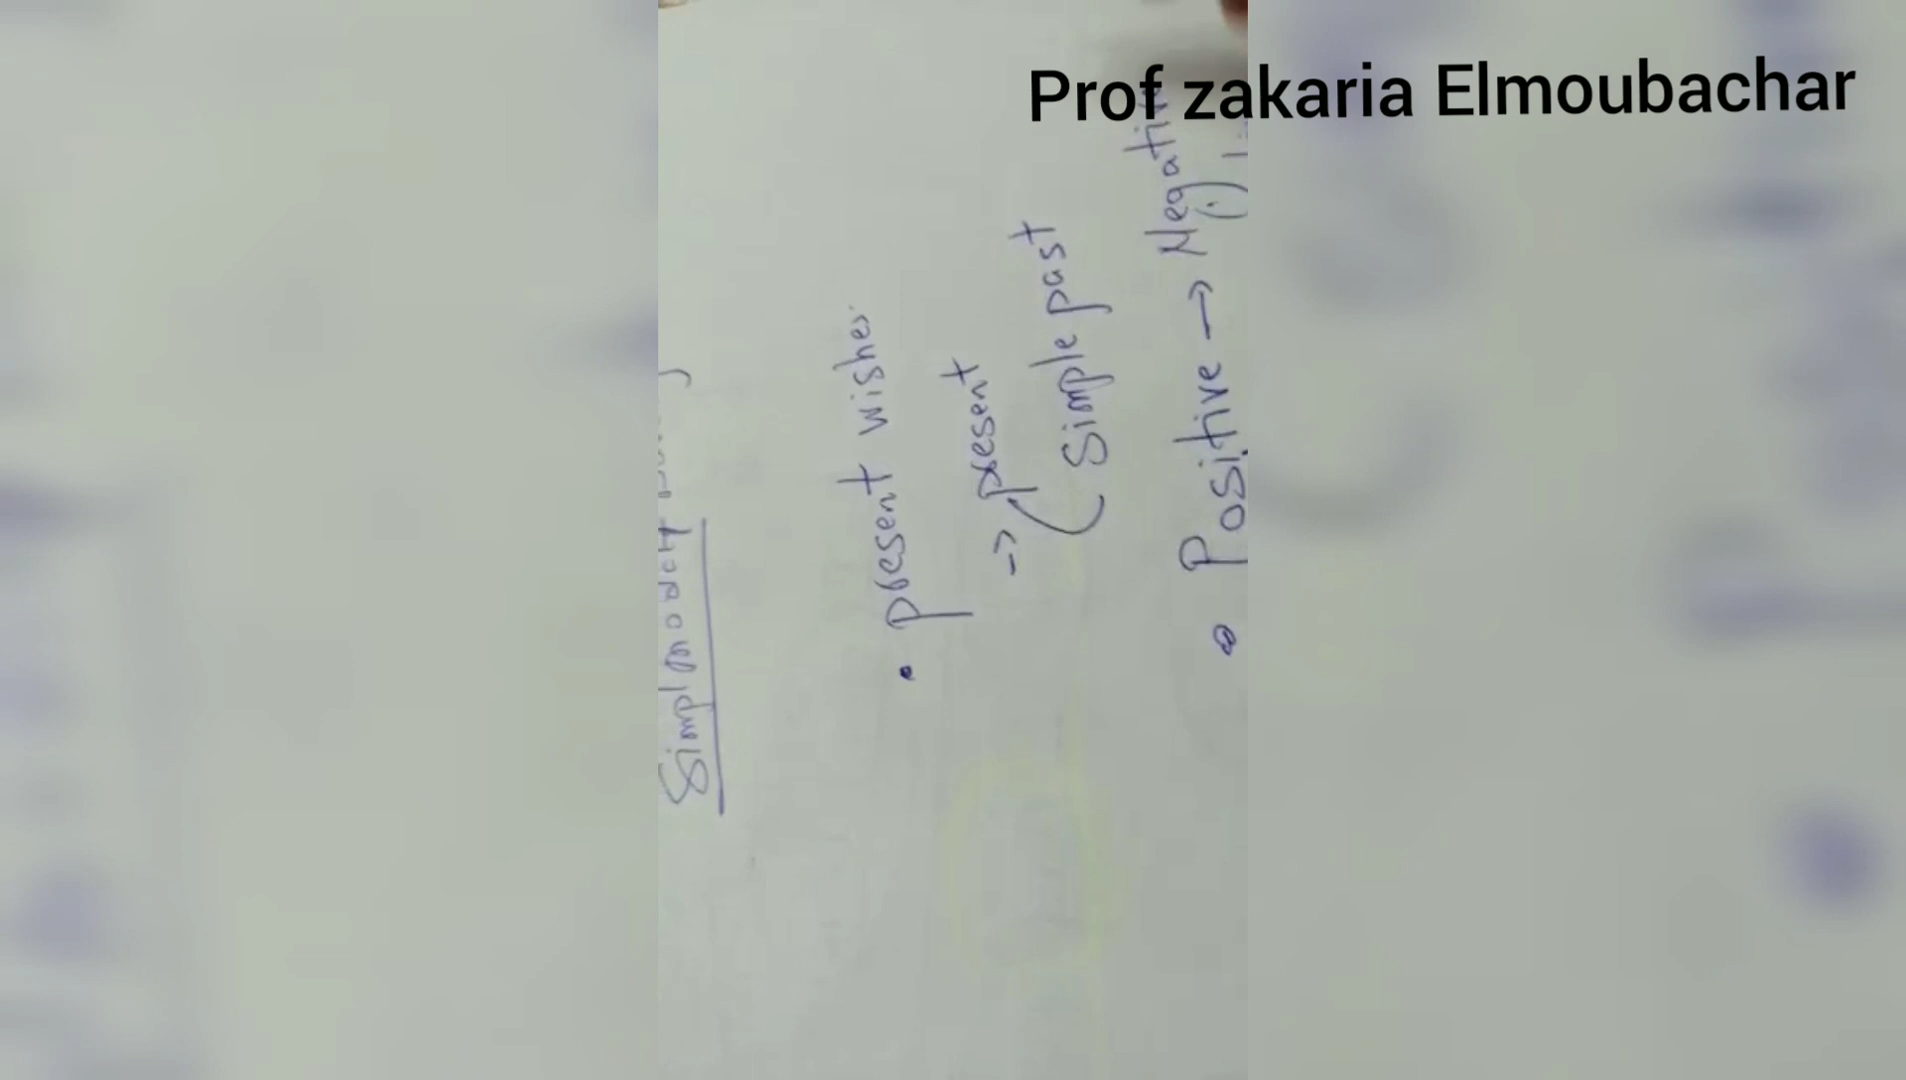 Prof zakaria Elmoubachar
• present wishes
-> present
( Simple past
• Positive → Negative